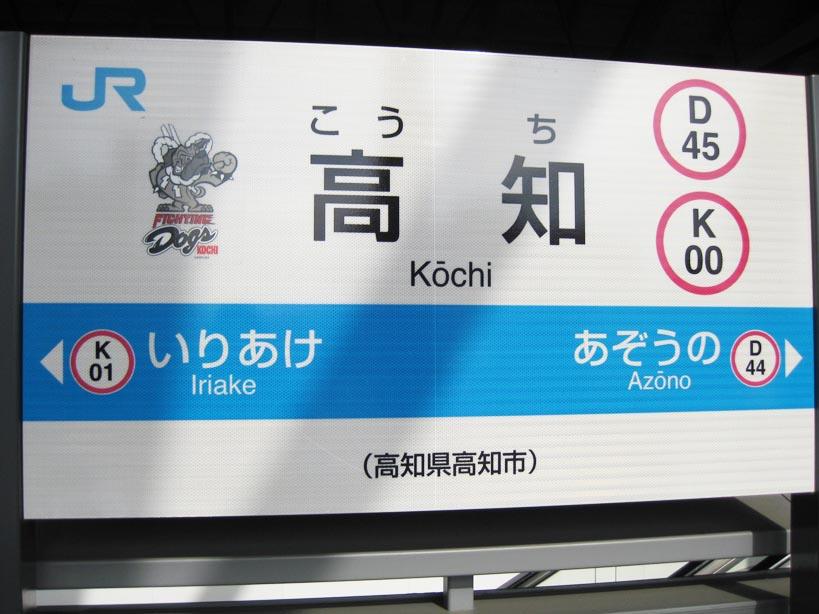 JR
FIGHTING
Dogs KOCHI
こう ち
高 知
Kōchi
D
45
K
00
K
01
いりあけ
Iriake
あぞうの
Azōno
D
44
(高知県高知市)